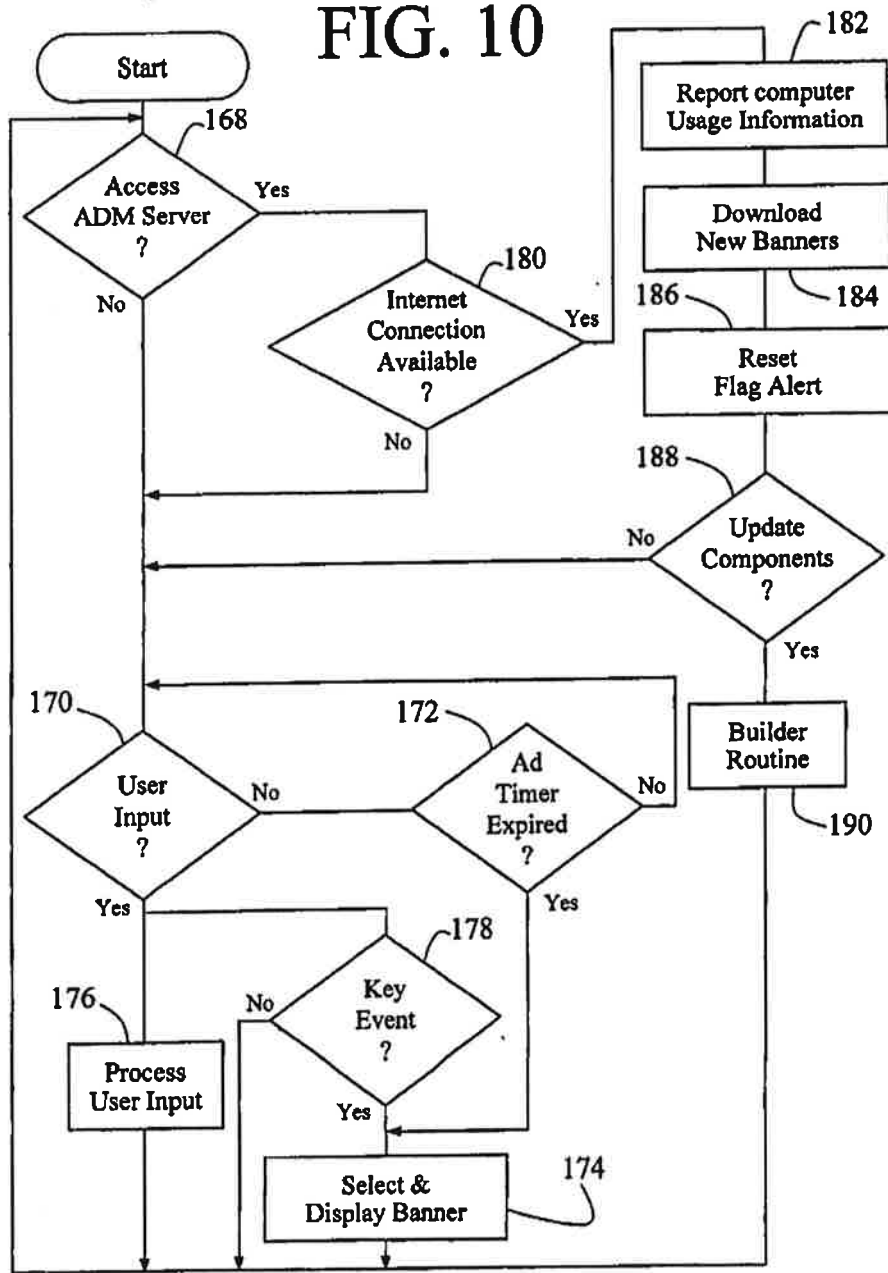 FIG. 10
Start
168
Access
ADM Server
?
Yes
No
180
Internet
Connection
Available
?
Yes
No
182
Report computer
Usage Information
Download
New Banners
184
186
Reset
Flag Alert
188
Update
Components
?
No
Yes
Builder
Routine
190
170
User
Input
?
No
Yes
172
Ad
Timer
Expired
?
No
Yes
178
Key
Event
?
No
Yes
176
Process
User Input
Select &
Display Banner
174